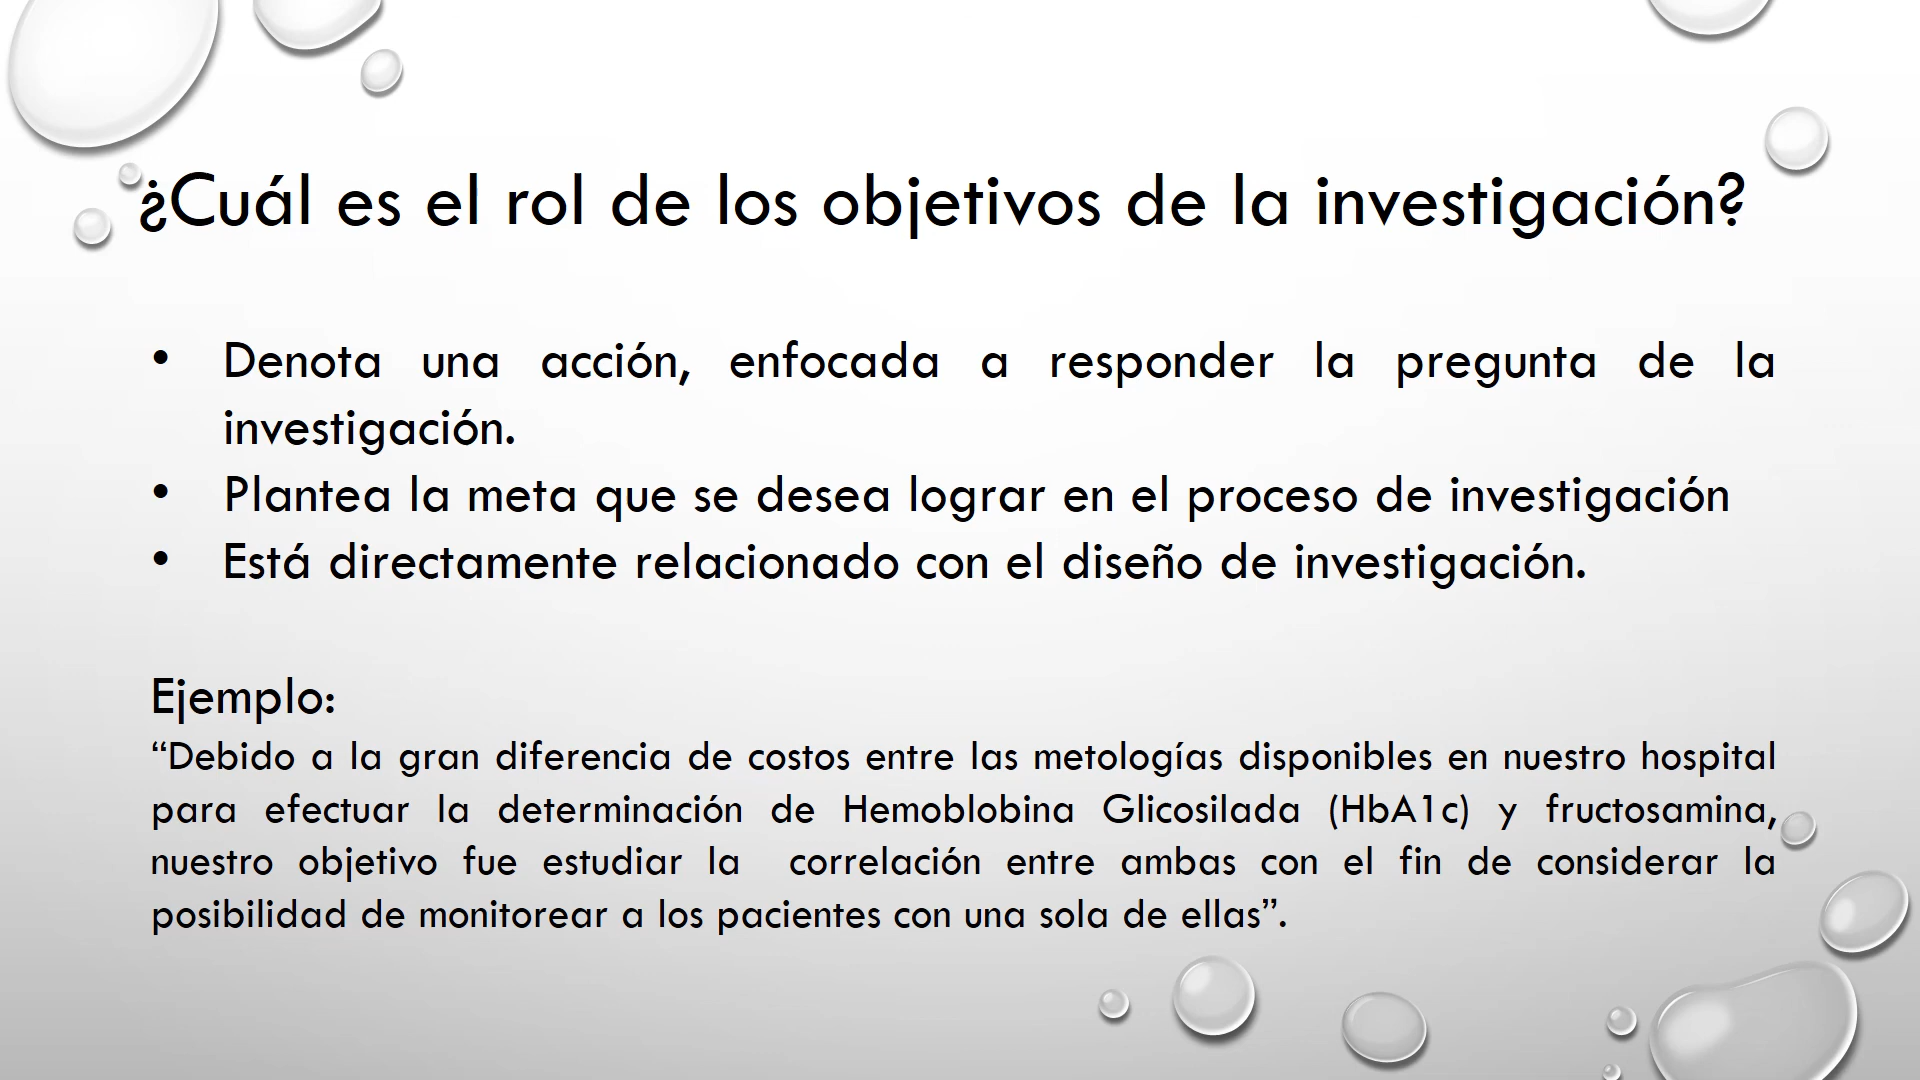 ¿Cuál es el rol de los objetivos de la investigación?
• Denota una acción, enfocada a responder la pregunta de la
investigación.
• Plantea la meta que se desea lograr en el proceso de investigación
• Está directamente relacionado con el diseño de investigación.
Ejemplo:
“Debido a la gran diferencia de costos entre las metologías disponibles en nuestro hospital
para efectuar la determinación de Hemoblobina Glicosilada (HbA1c) y fructosamina,
nuestro objetivo fue estudiar la correlación entre ambas con el fin de considerar la
posibilidad de monitorear a los pacientes con una sola de ellas”.